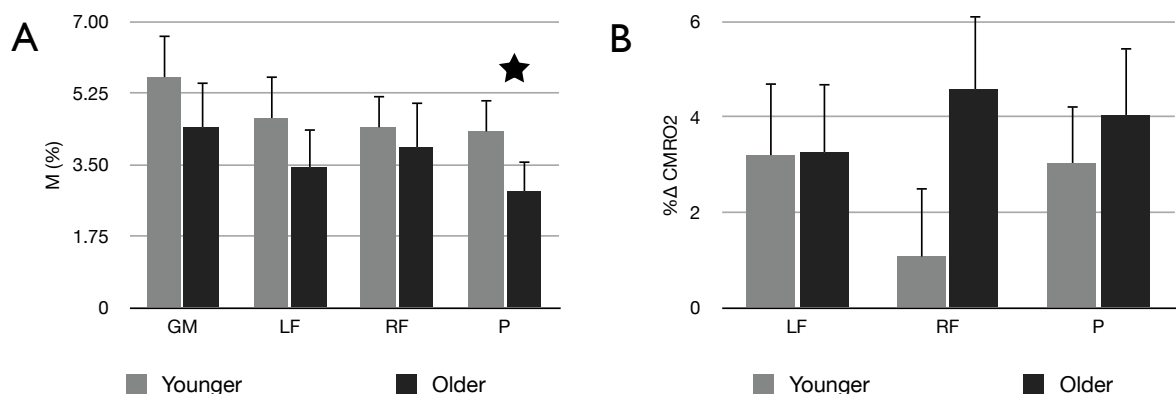 A
M (%)
7.00
5.25
3.50
1.75
0
GM LF RF P
Younger Older
B
%Δ CMRO2
6
4
2
0
LF RF P
Younger Older